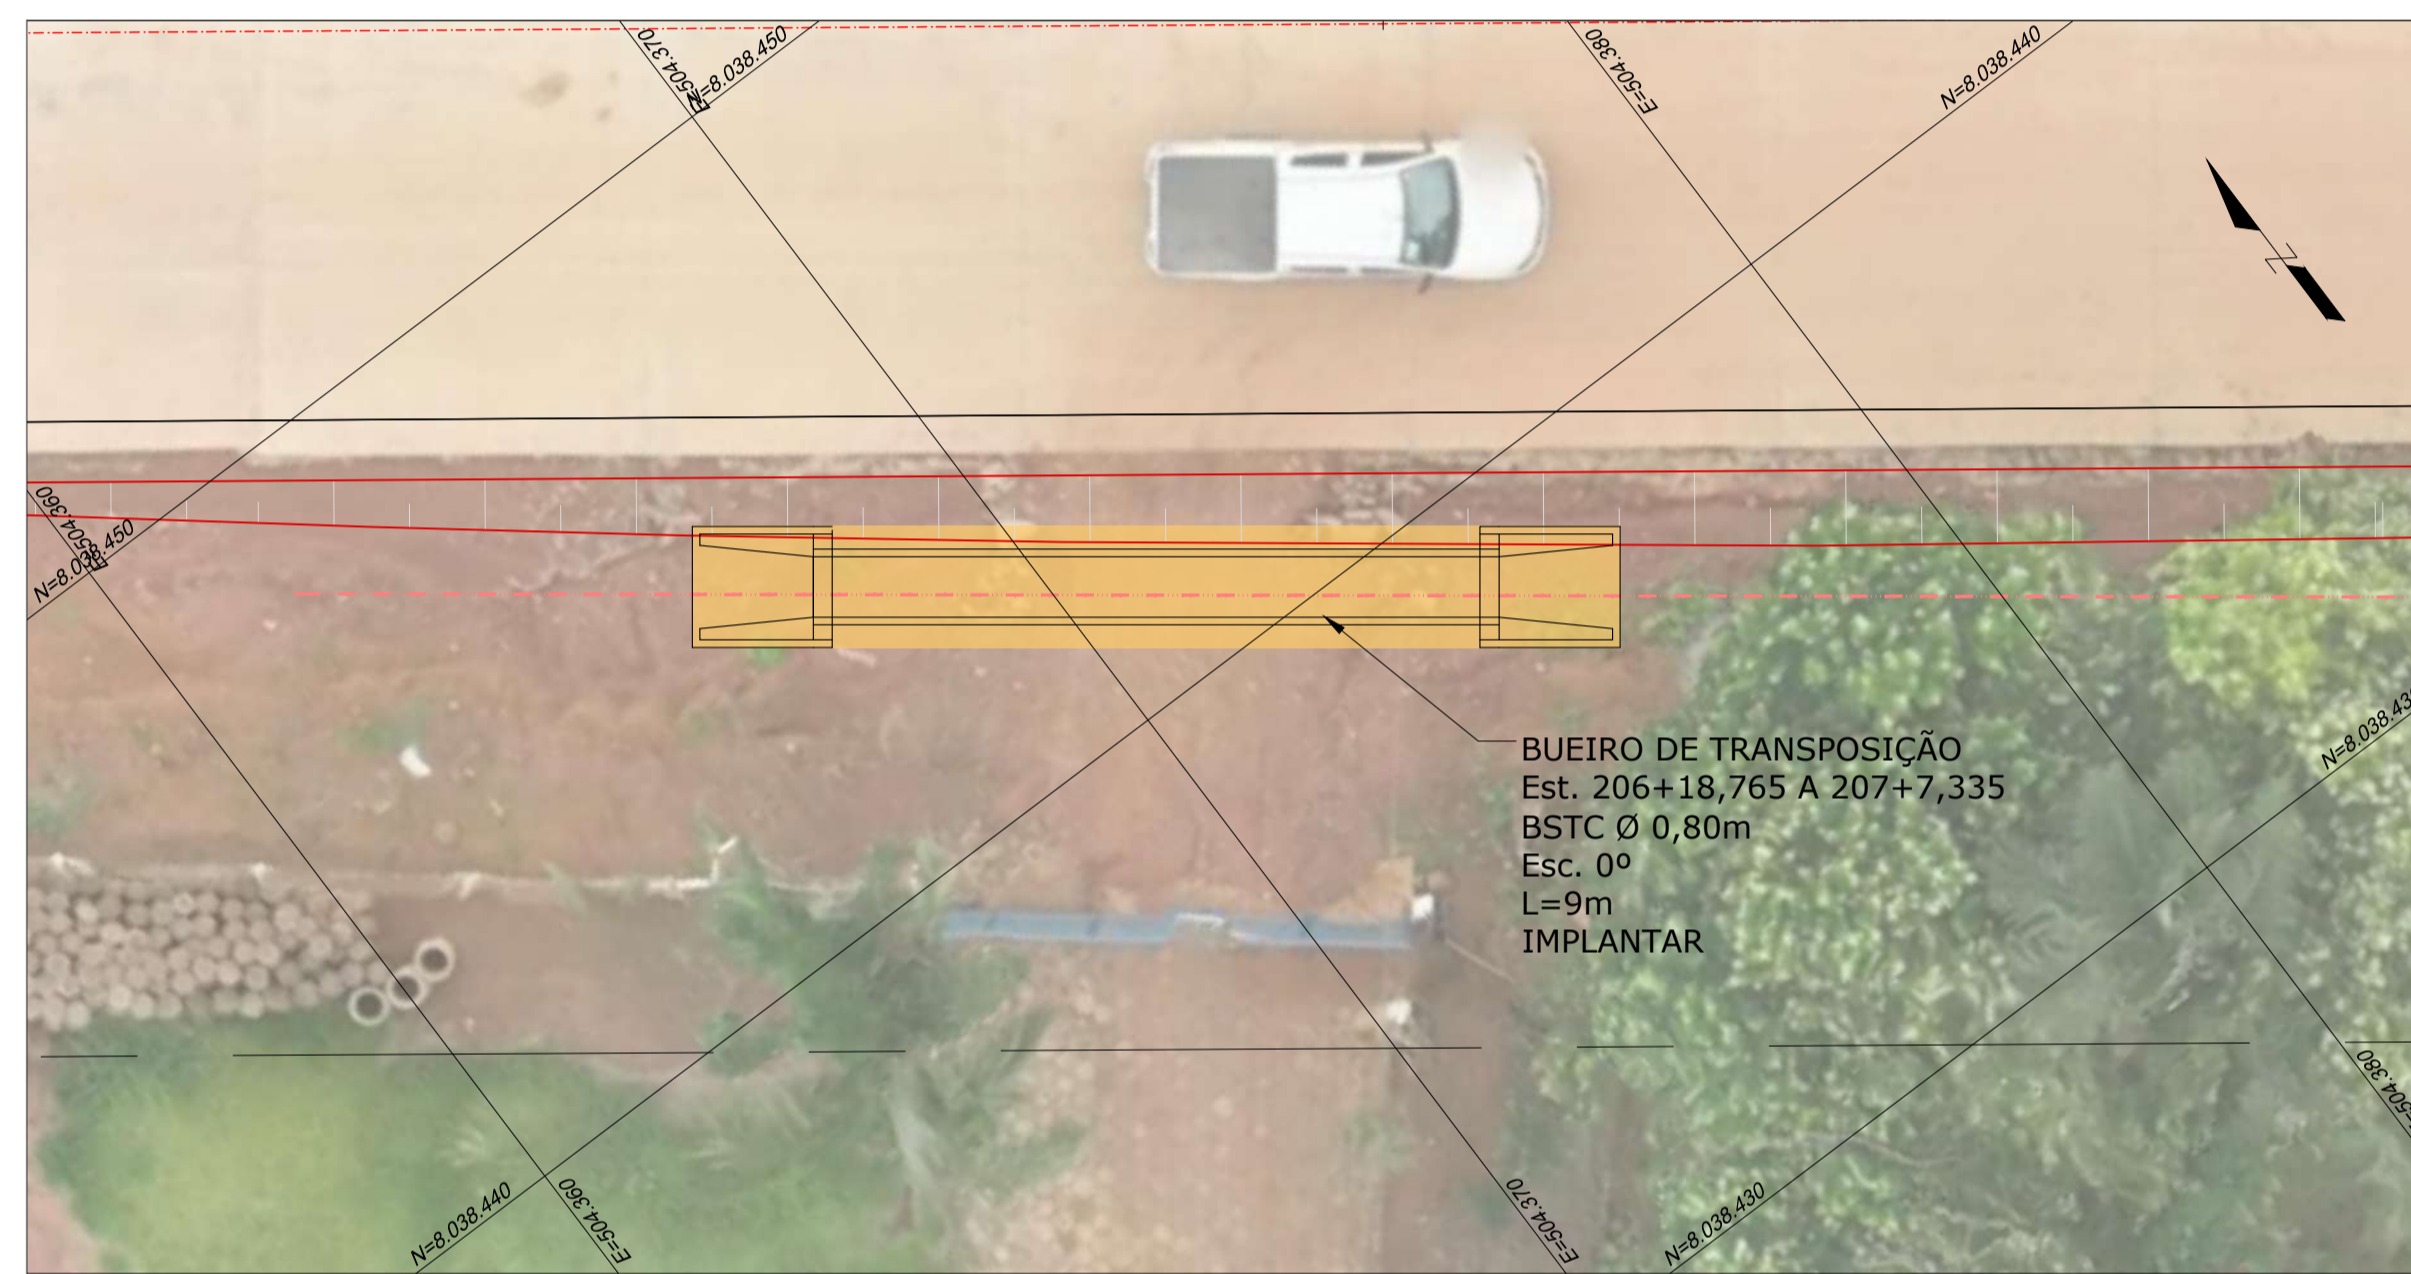 E=504.370
N=8.038.450
E=504.380
N=8.038.440
N
E=504.360
N=8.038.450
BUEIRO DE TRANSPOSIÇÃO
Est. 206+18,765 A 207+7,335
BSTC Ø 0,80m
Esc. 0º
L=9m
IMPLANTAR
N=8.038.440
E=504.360
E=504.370
N=8.038.430